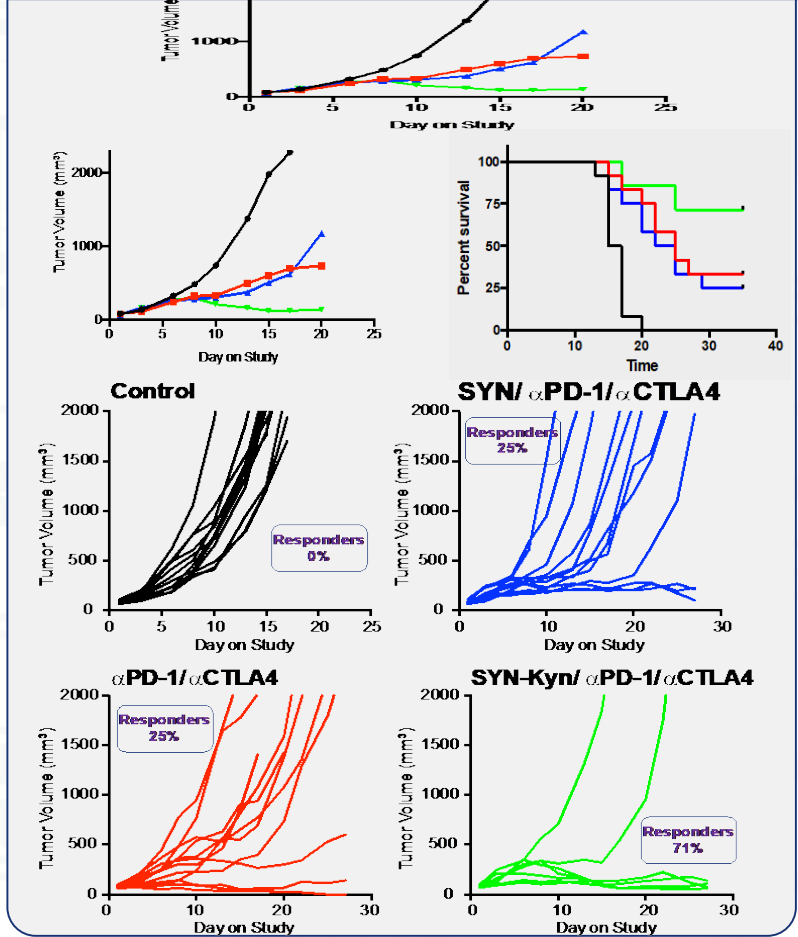 Tumor Volume
1000
0
0 5 10 15 20 25
Day on Study
Tumor Volume (mm³)
2000
1000
0
0 5 10 15 20 25
Day on Study
Percent survival
100
75
50
25
0
0 10 20 30 40
Time
Control
Tumor Volume (mm³)
2000
1500
1000
500
0
Responders
0%
0 5 10 15 20 25
Day on Study
SYN/ αPD-1/αCTLA4
Tumor Volume (mm³)
2000
1500
1000
500
0
Responders
25%
0 10 20 30
Day on Study
αPD-1/αCTLA4
Tumor Volume (mm³)
2000
1500
1000
500
0
Responders
25%
0 10 20 30
Day on Study
SYN-Kyn/ αPD-1/αCTLA4
Tumor Volume (mm³)
2000
1500
1000
500
0
Responders
71%
0 10 20 30
Day on Study